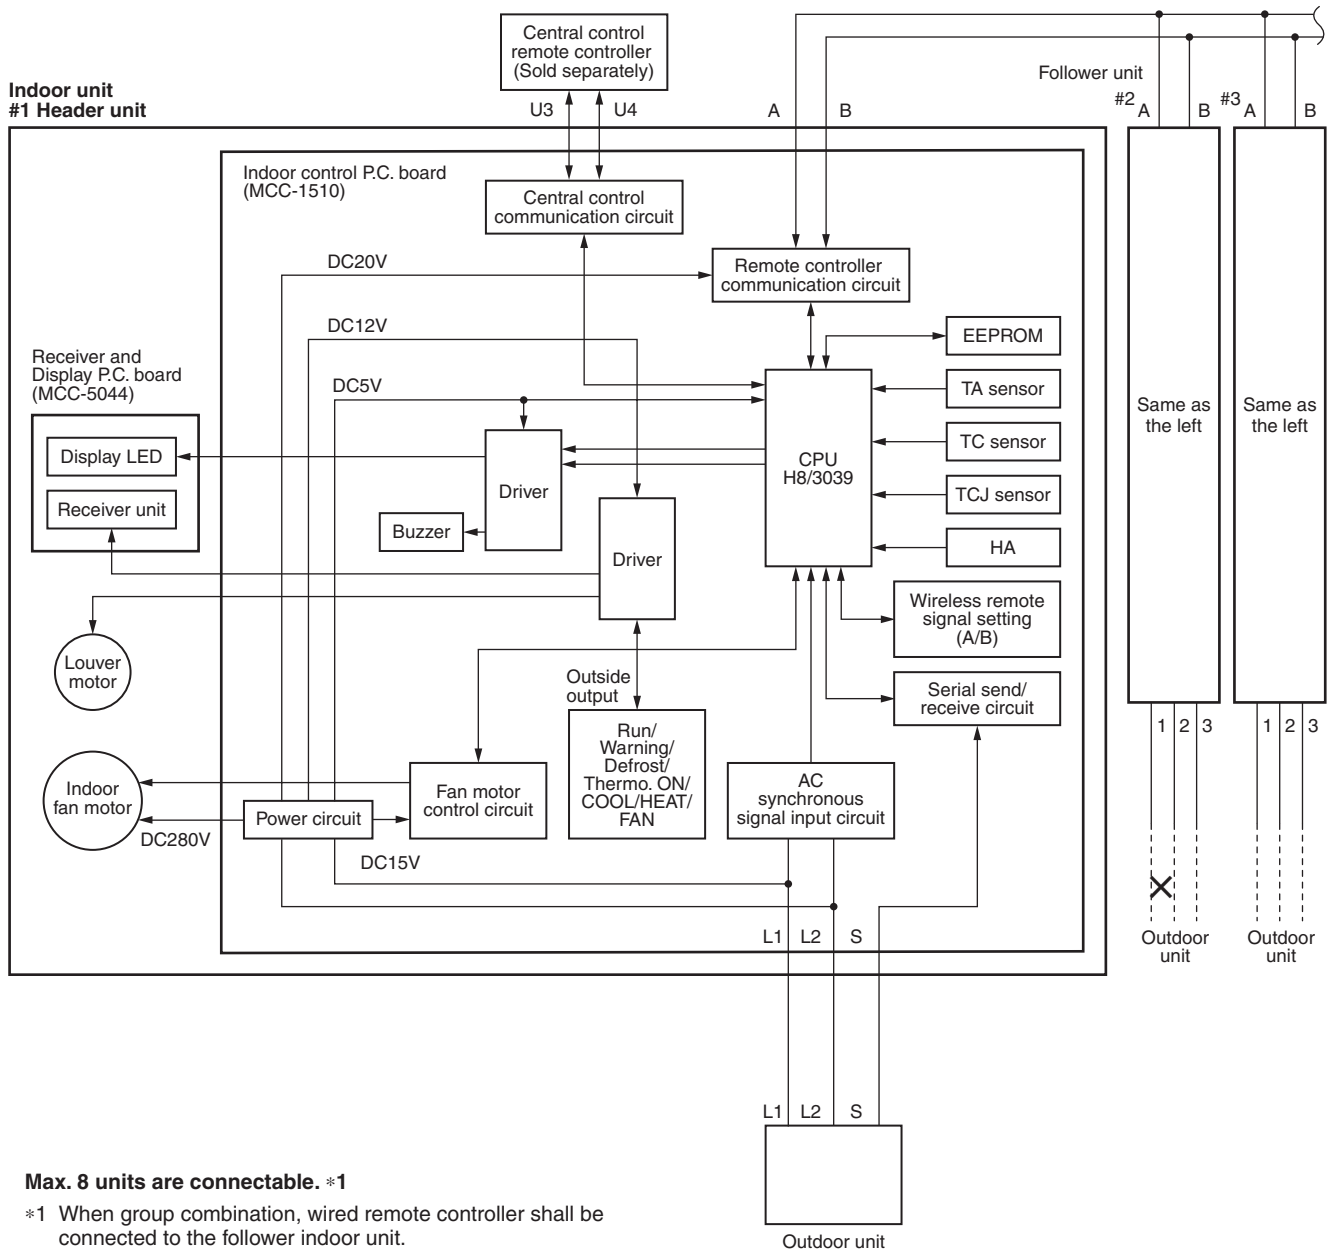 Central control
remote controller
(Sold separately)
Indoor unit
#1 Header unit
U3
U4
A
B
Follower unit
#2
A
B
#3
A
B
Indoor control P.C. board
(MCC-1510)
Central control
communication circuit
DC20V
Remote controller
communication circuit
DC12V
EEPROM
Receiver and
Display P.C. board
(MCC-5044)
DC5V
TA sensor
Same as
the left
Same as
the left
Display LED
TC sensor
CPU
H8/3039
Driver
TCJ sensor
Receiver unit
Buzzer
Driver
HA
Wireless remote
signal setting
(A/B)
Louver
motor
Outside
output
Serial send/
receive circuit
Run/
Warning/
Defrost/
Thermo. ON/
COOL/HEAT/
FAN
1
2
3
1
2
3
Indoor
fan motor
Fan motor
control circuit
AC
synchronous
signal input circuit
Power circuit
DC280V
DC15V
L1
L2
S
Outdoor
unit
Outdoor
unit
L1
L2
S
Outdoor unit
Max. 8 units are connectable. *1
*1 When group combination, wired remote controller shall be
connected to the follower indoor unit.